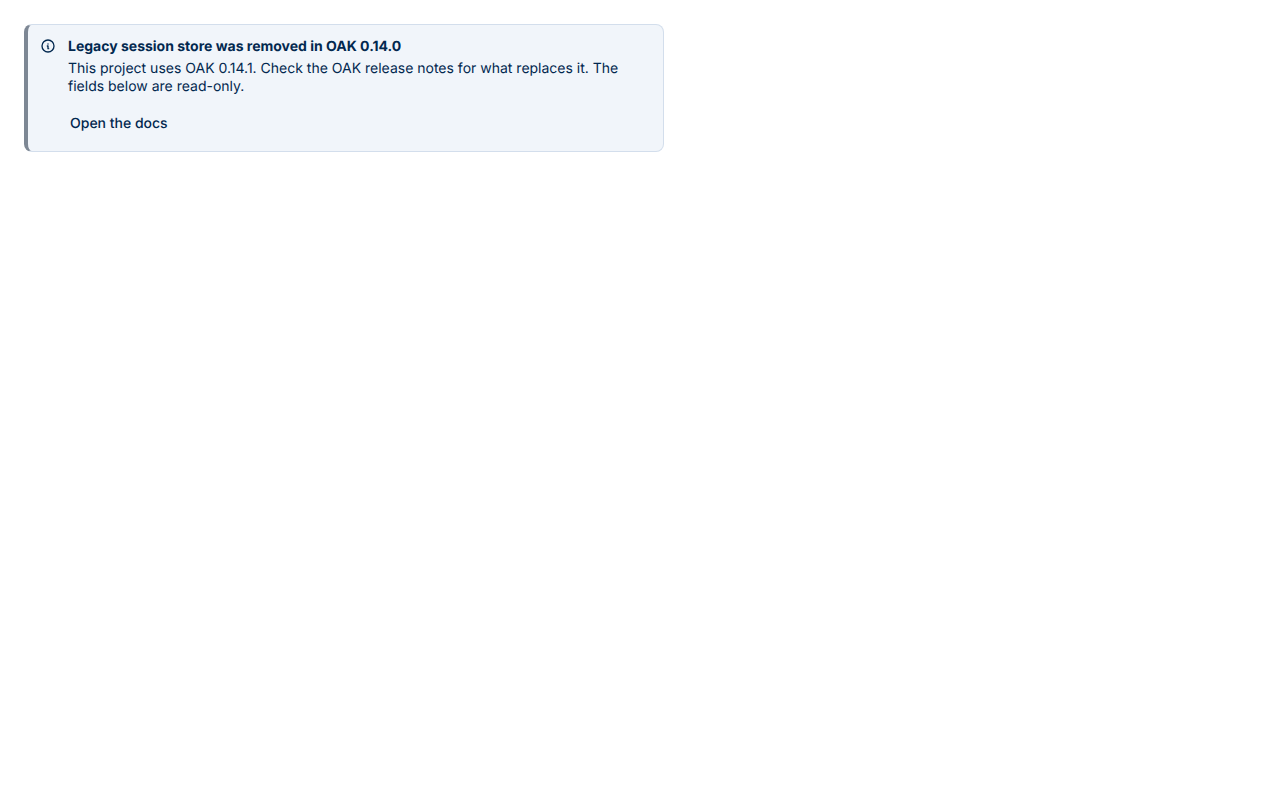 Legacy session store was removed in OAK 0.14.0
This project uses OAK 0.14.1. Check the OAK release notes for what replaces it. The
fields below are read-only.
Open the docs